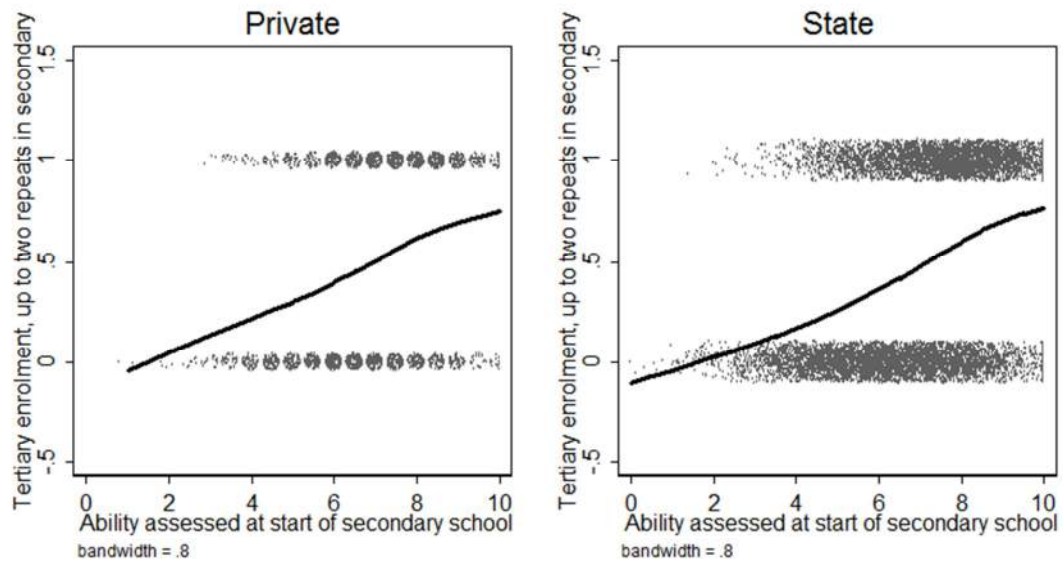 Private
Tertiary enrolment, up to two repeats in secondary
1.5
1
.5
0
-.5
0 2 4 6 8 10
Ability assessed at start of secondary school
bandwidth = .8
State
Tertiary enrolment, up to two repeats in secondary
1.5
1
.5
0
-.5
0 2 4 6 8 10
Ability assessed at start of secondary school
bandwidth = .8